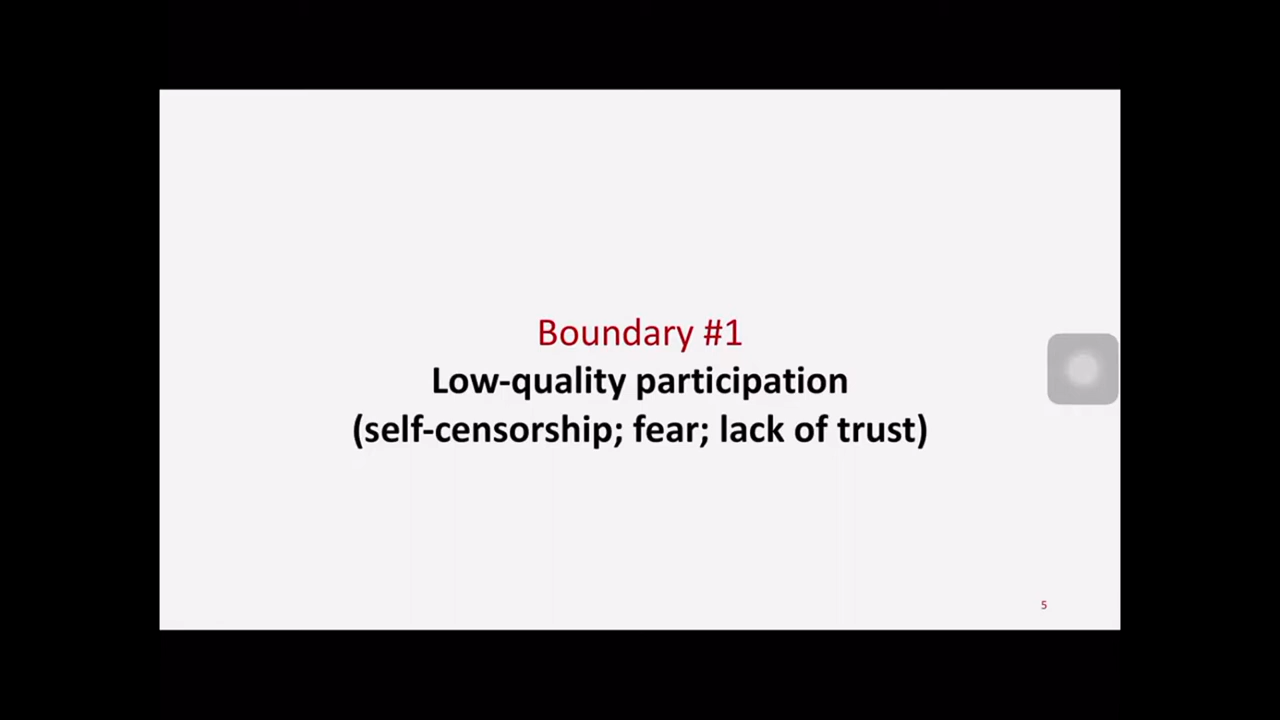 Boundary #1
Low-quality participation
(self-censorship; fear; lack of trust)
5